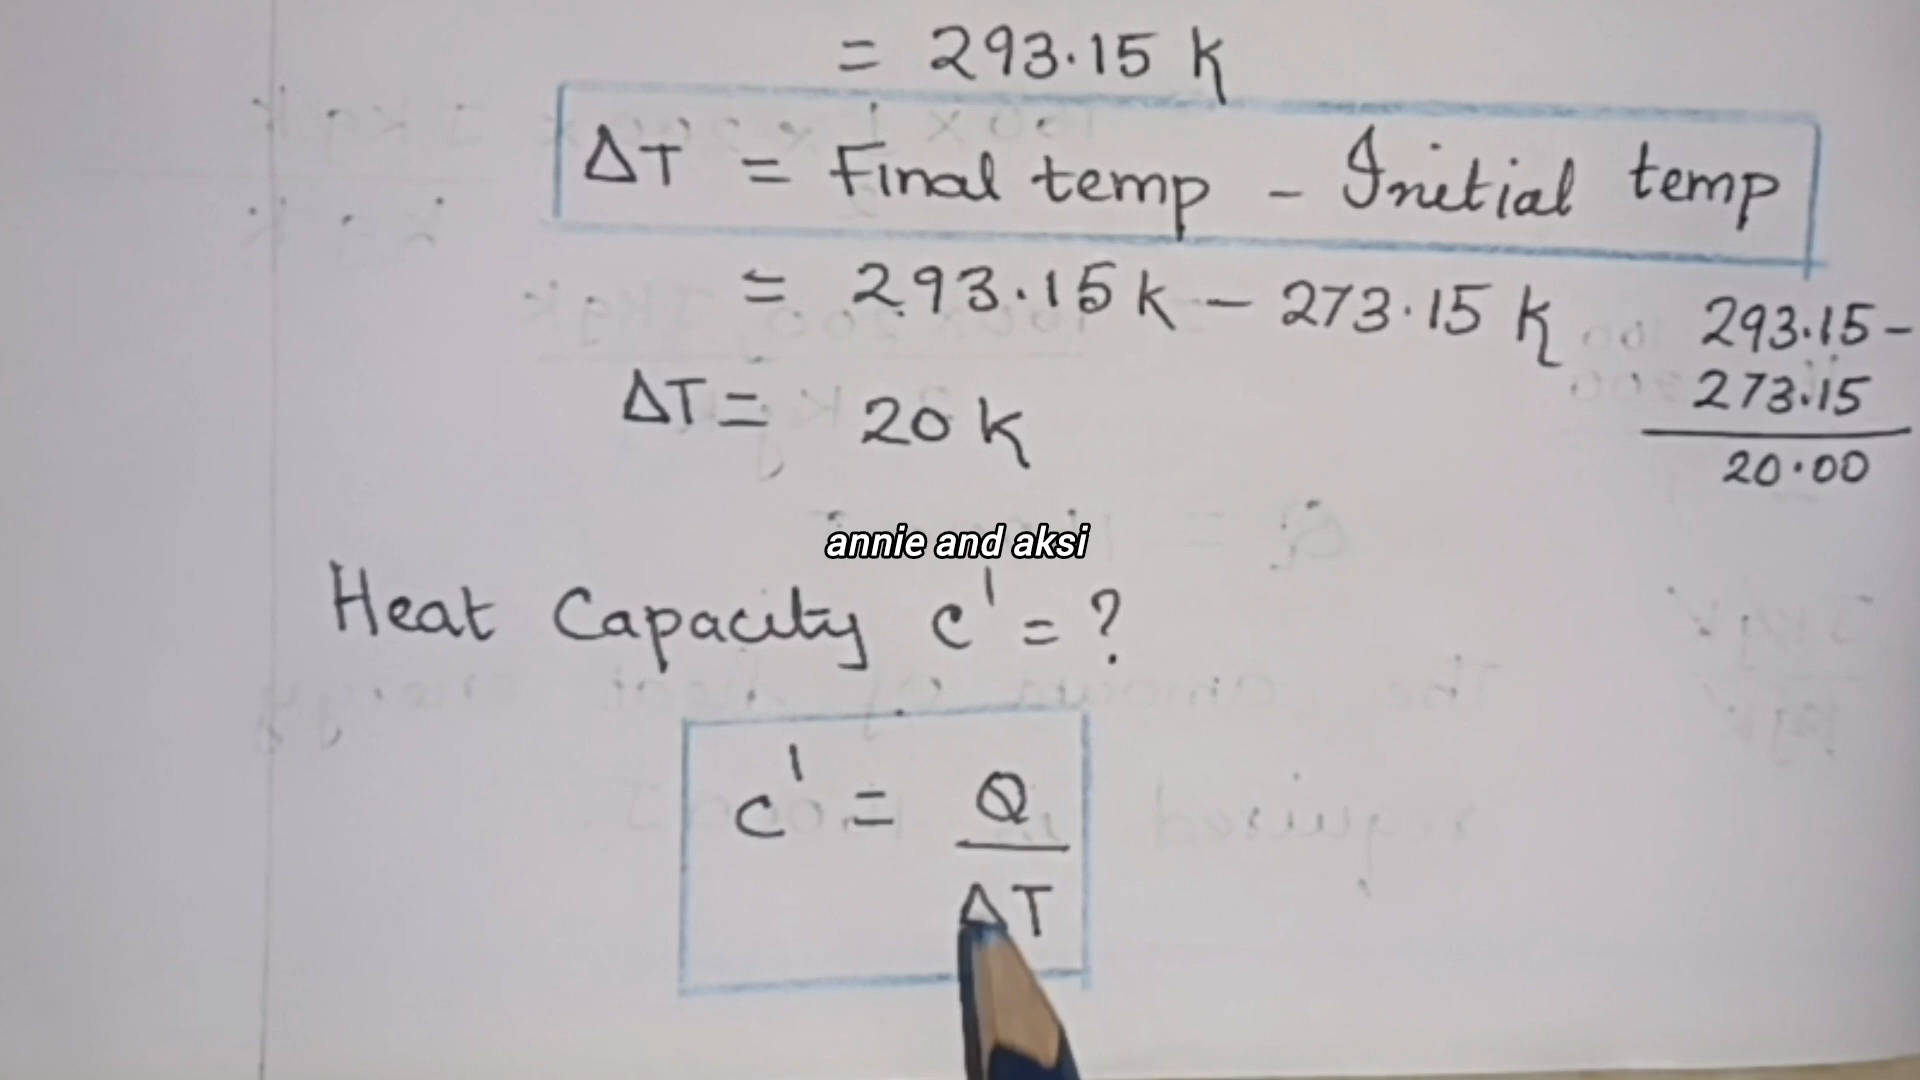 = 293.15 K
ΔT = Final temp - Initial temp
= 293.15 K - 273.15 K
293.15 -
273.15
20.00
ΔT = 20 K
annie and aksi
Heat Capacity c' = ?
c' = Q
ΔT